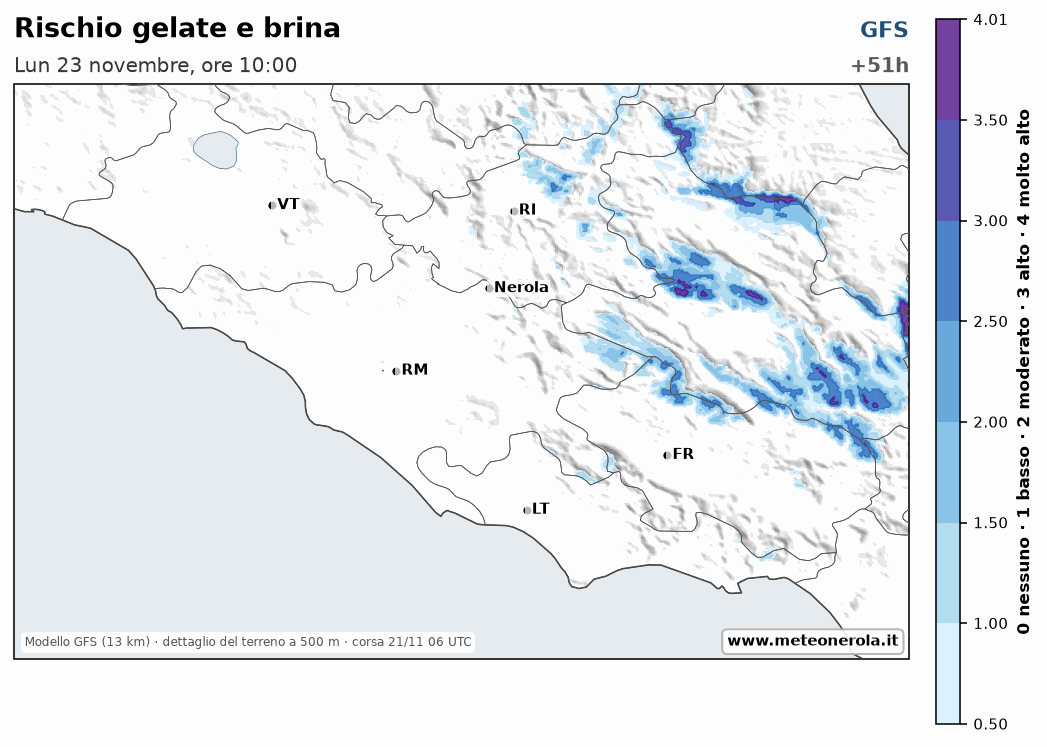 Rischio gelate e brina
GFS
Lun 23 novembre, ore 10:00
+51h
VT
RI
Nerola
RM
FR
LT
Modello GFS (13 km) · dettaglio del terreno a 500 m · corsa 21/11 06 UTC
www.meteonerola.it
4.01
3.50
3.00
2.50
2.00
1.50
1.00
0.50
0 nessuno · 1 basso · 2 moderato · 3 alto · 4 molto alto